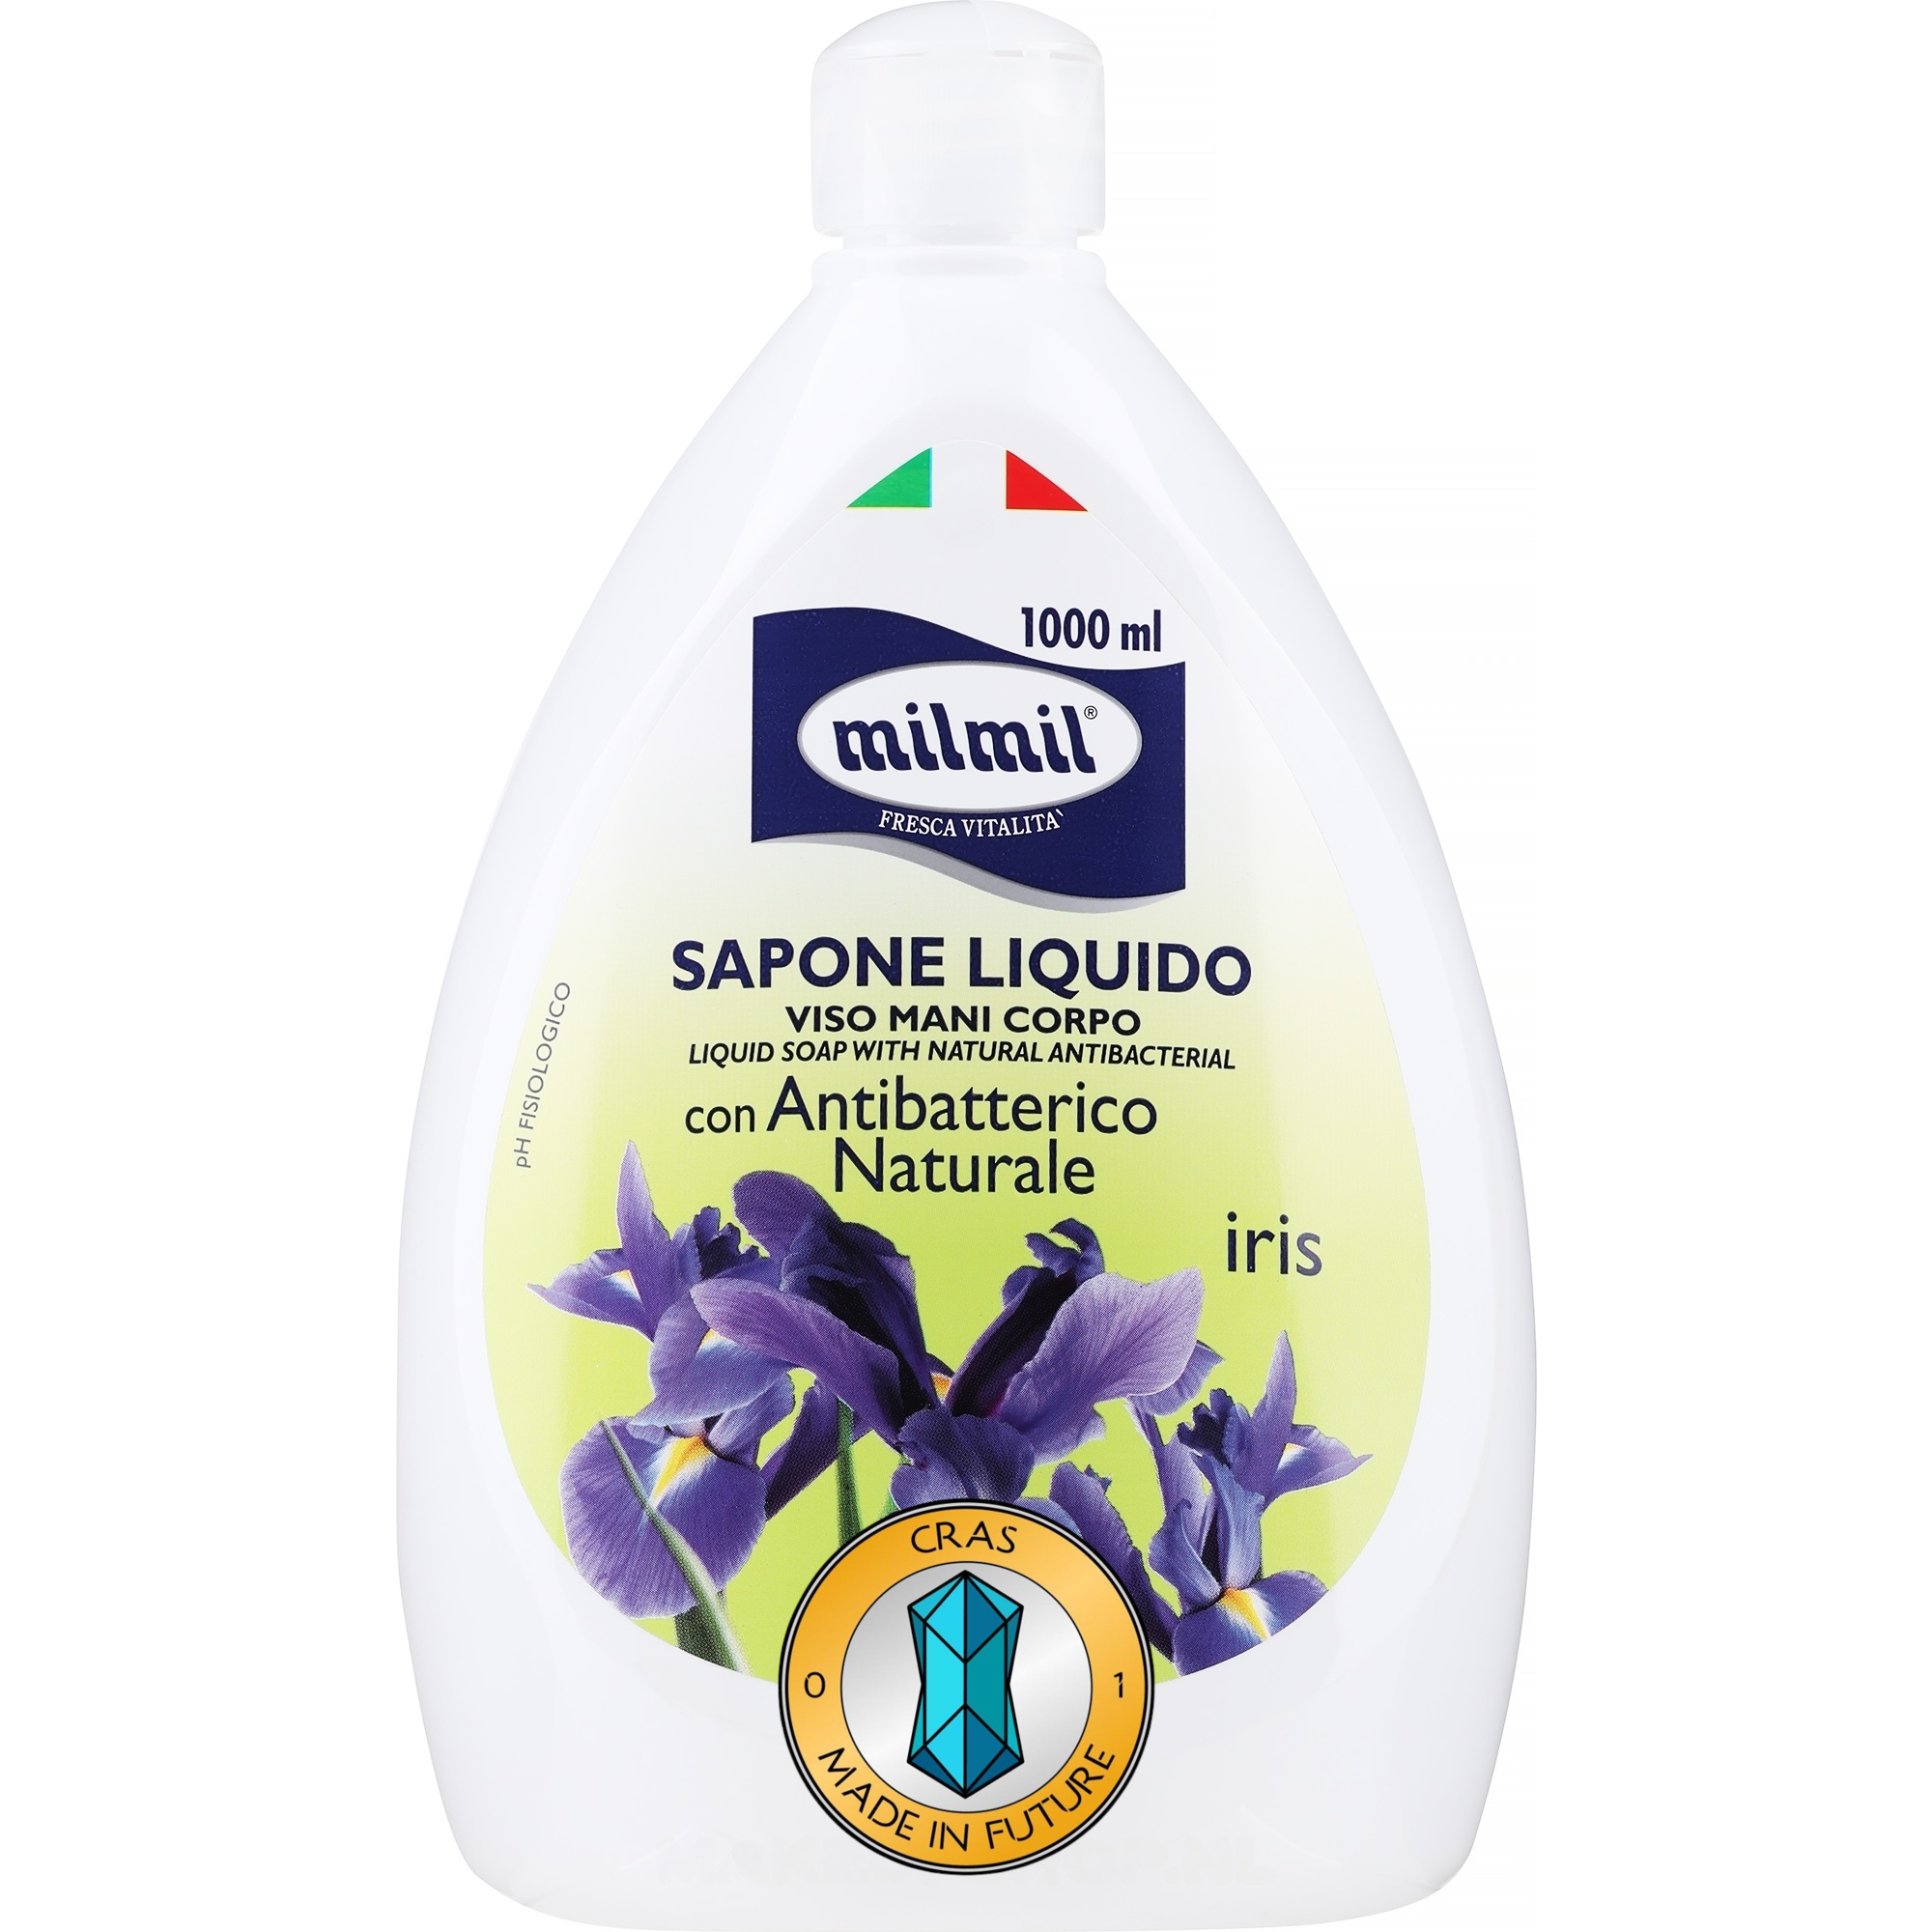 1000 ml
milmil®
FRESCA VITALITA`
SAPONE LIQUIDO
VISO MANI CORPO
LIQUID SOAP WITH NATURAL ANTIBACTERIAL
con Antibatterico
Naturale
iris
pH FISIOLOGICO
CRAS
0 1
MADE IN FUTURE